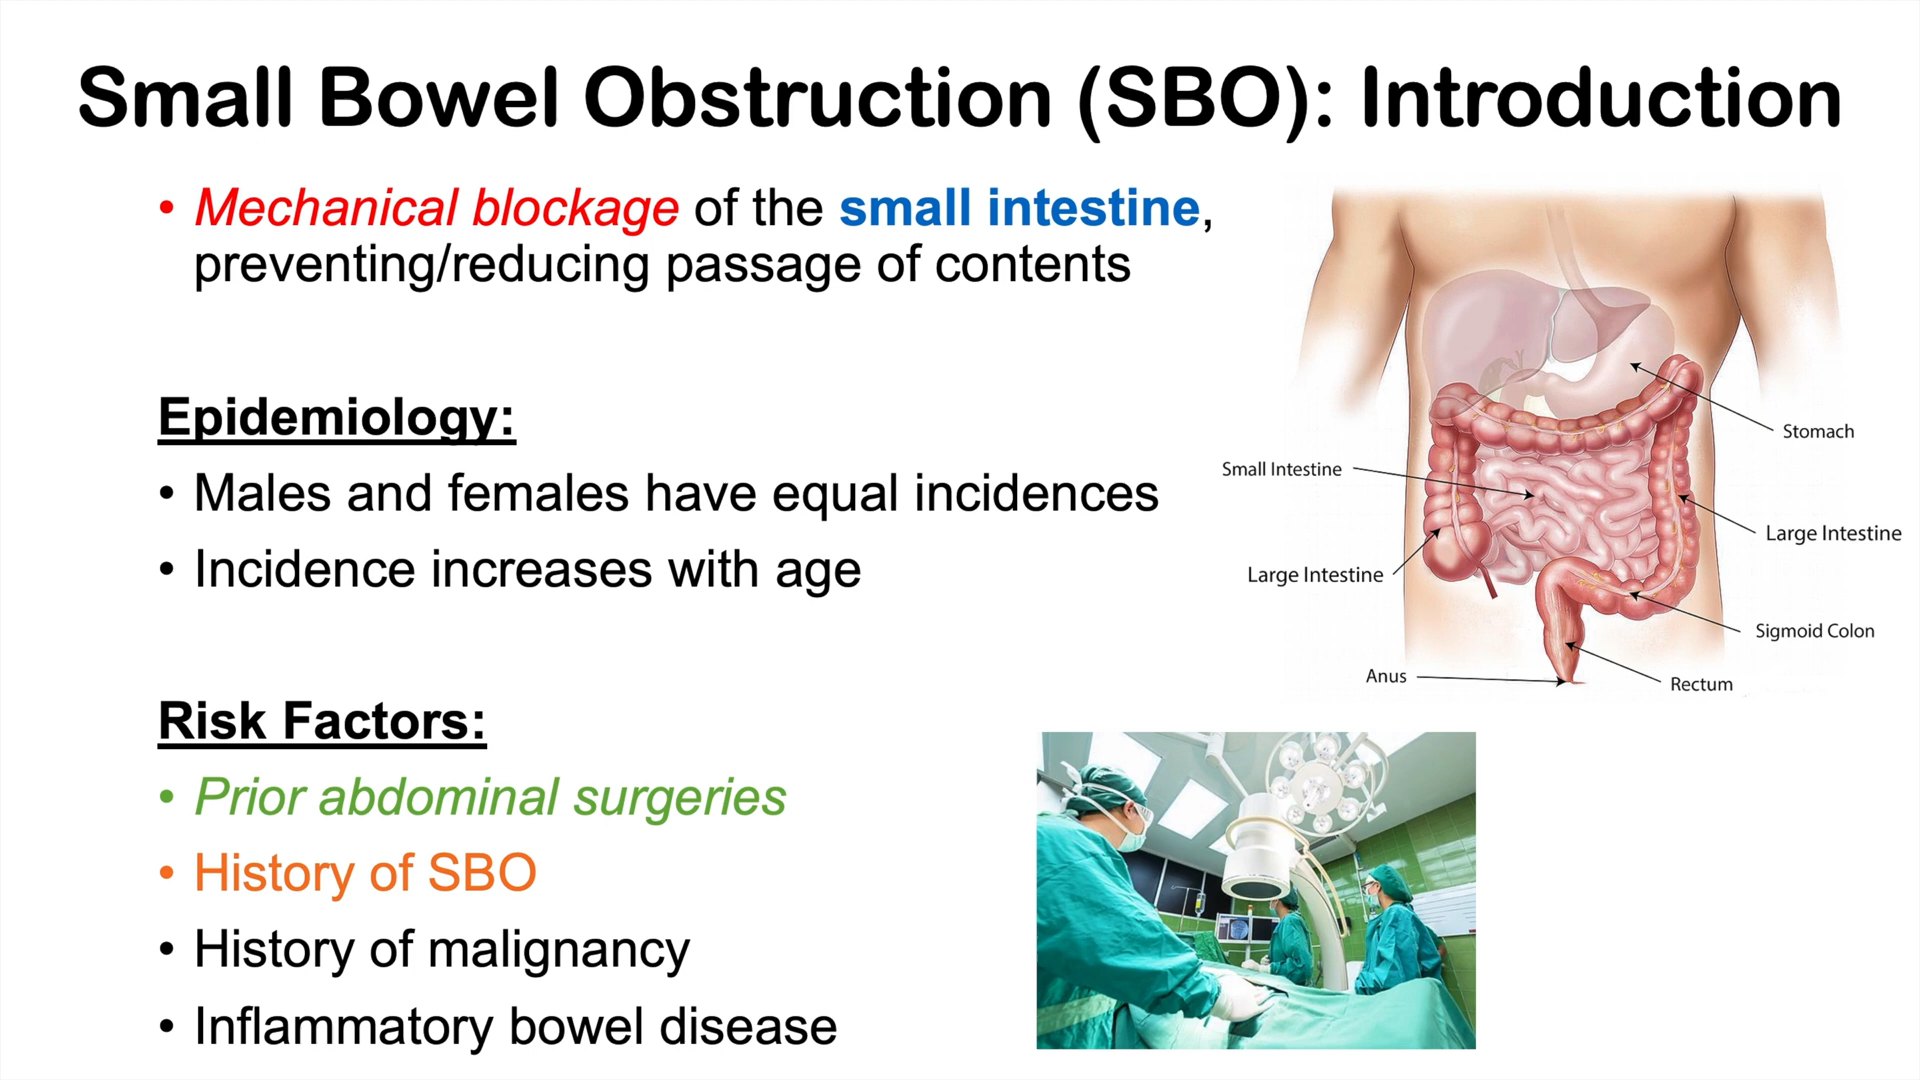 Small Bowel Obstruction (SBO): Introduction
• Mechanical blockage of the small intestine,
preventing/reducing passage of contents
Epidemiology:
• Males and females have equal incidences
• Incidence increases with age
Risk Factors:
• Prior abdominal surgeries
• History of SBO
• History of malignancy
• Inflammatory bowel disease
Stomach
Small Intestine
Large Intestine
Large Intestine
Sigmoid Colon
Anus
Rectum